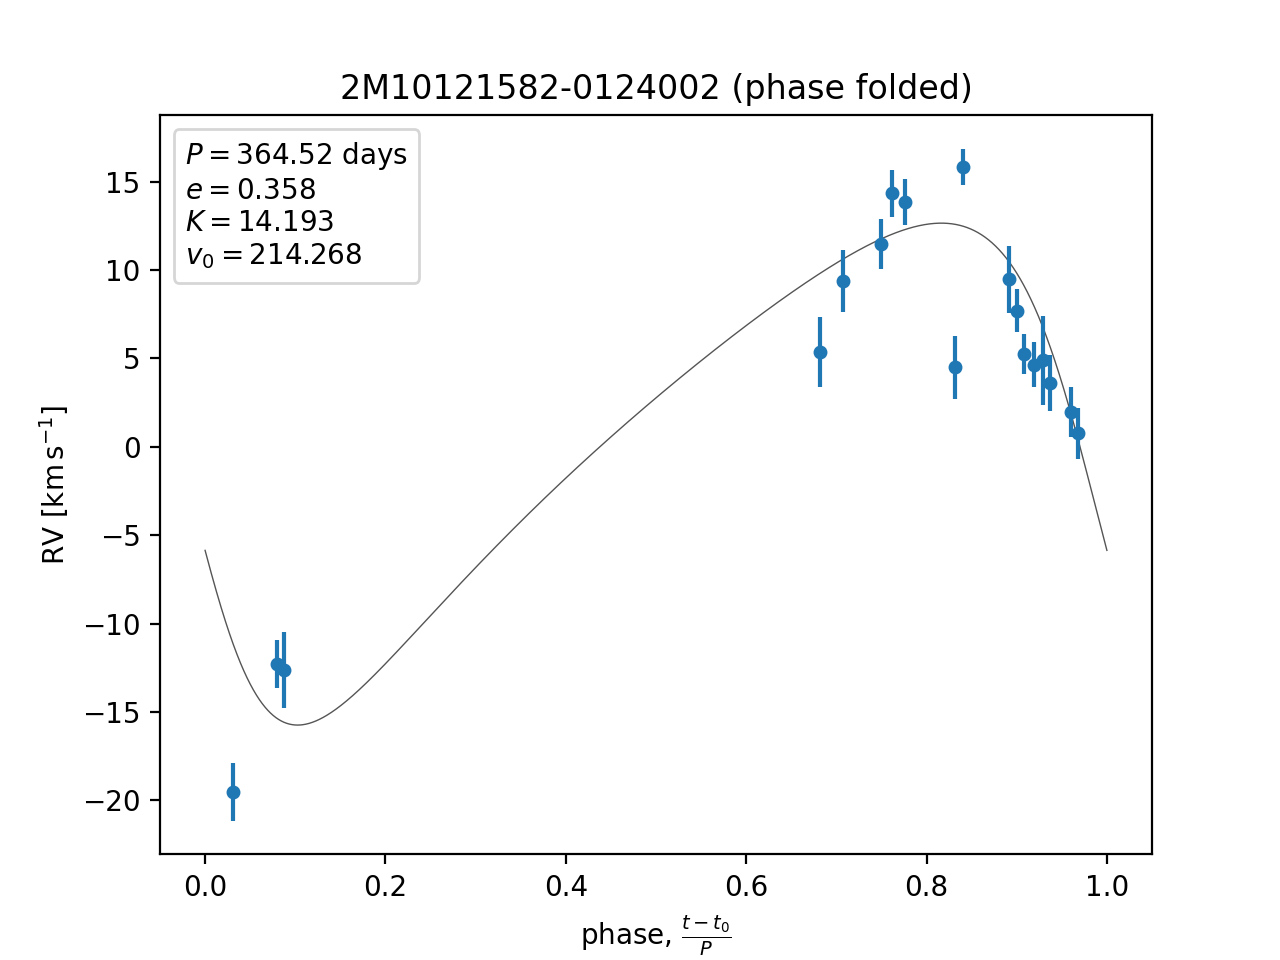 2M10121582-0124002 (phase folded)
P = 364.52 days
e = 0.358
K = 14.193
v₀ = 214.268
15
10
5
0
−5
−10
−15
−20
RV [km s⁻¹]
0.0 0.2 0.4 0.6 0.8 1.0
phase, (t − t₀)/P